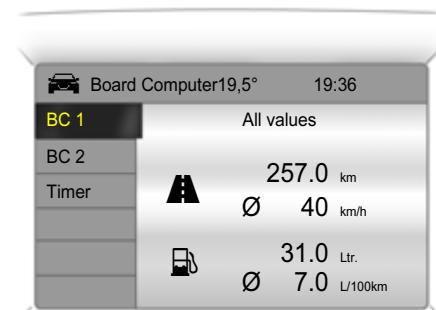 Board Computer19,5° 19:36
BC 1
All values
BC 2
Timer
257.0 km
Ø 40 km/h
31.0 Ltr.
Ø 7.0 L/100km